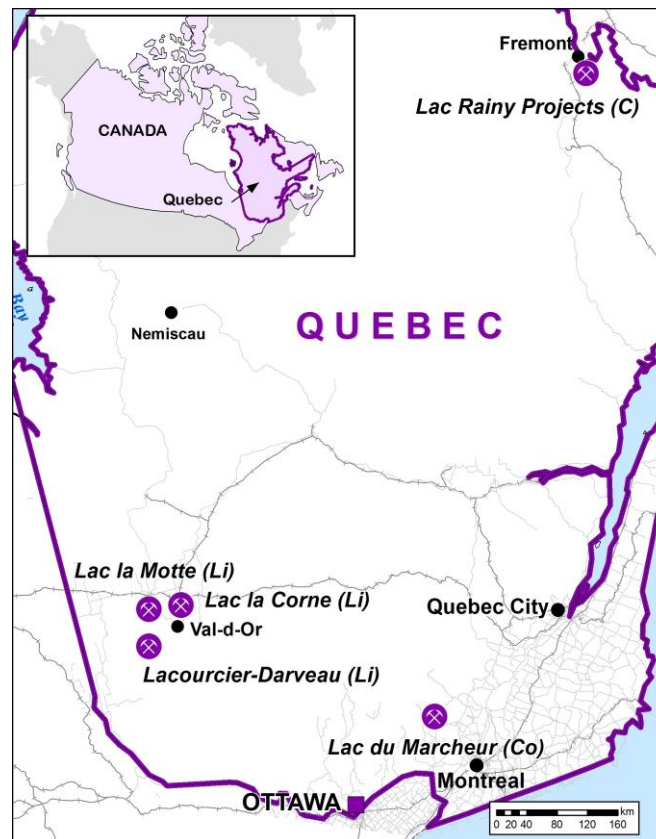 CANADA
Quebec
Fremont
Lac Rainy Projects (C)
Bay
Nemiscau
QUEBEC
Lac la Motte (Li)
Lac la Corne (Li)
Val-d-Or
Lacourcier-Darveau (Li)
Quebec City
Lac du Marcheur (Co)
Montreal
OTTAWA
km
0 20 40 80 120 160